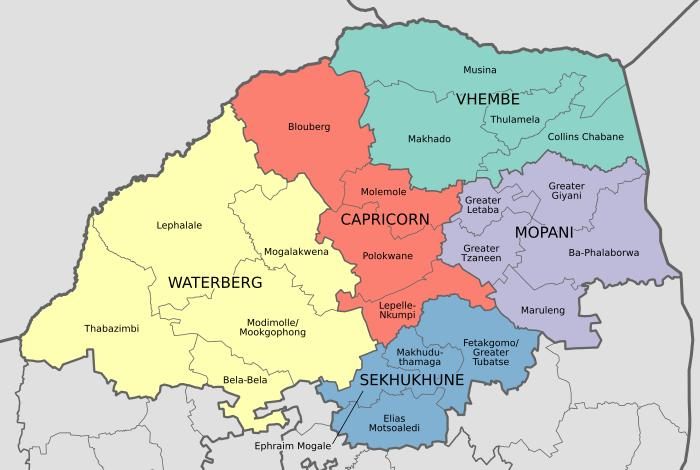 Musina
VHEMBE
Thulamela
Makhado
Collins Chabane
Blouberg
Molemole
CAPRICORN
Polokwane
Lepelle-
Nkumpi
Greater
Giyani
Greater
Letaba
MOPANI
Greater
Tzaneen
Ba-Phalaborwa
Maruleng
Lephalale
Mogalakwena
WATERBERG
Thabazimbi
Modimolle/
Mookgophong
Bela-Bela
Makhudu-
thamaga
Fetakgomo/
Greater
Tubatse
SEKHUKHUNE
Elias
Motsoaledi
Ephraim Mogale